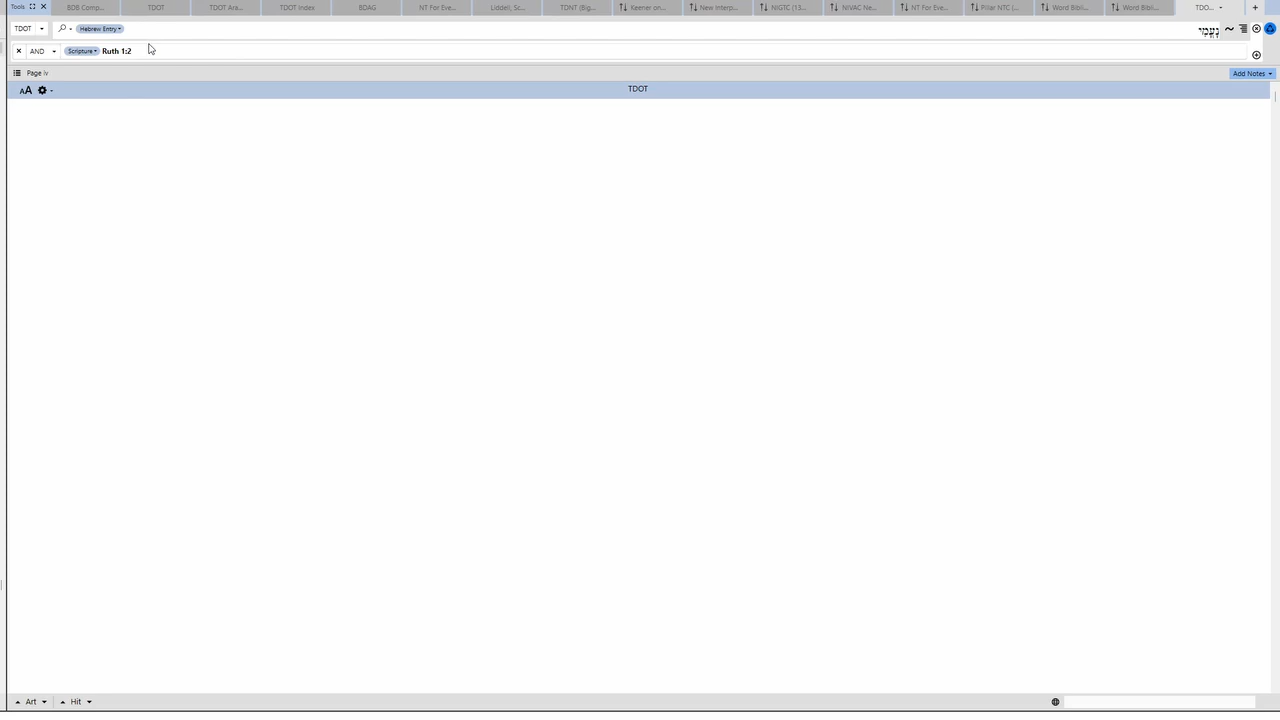 Tools BDB Comp... TDOT TDOT Ara... TDOT Index BDAG NT For Eve... Liddell, Sc... TDNT (Big... Keener on... New Interp... NIGTC (13... NIVAC Ne... NT For Eve... Pillar NTC (... Word Bibli... Word Bibli... TDO...
TDOT Hebrew Entry נָעֳמִי
AND Scripture Ruth 1:2
Page iv Add Notes
AA TDOT
Art Hit